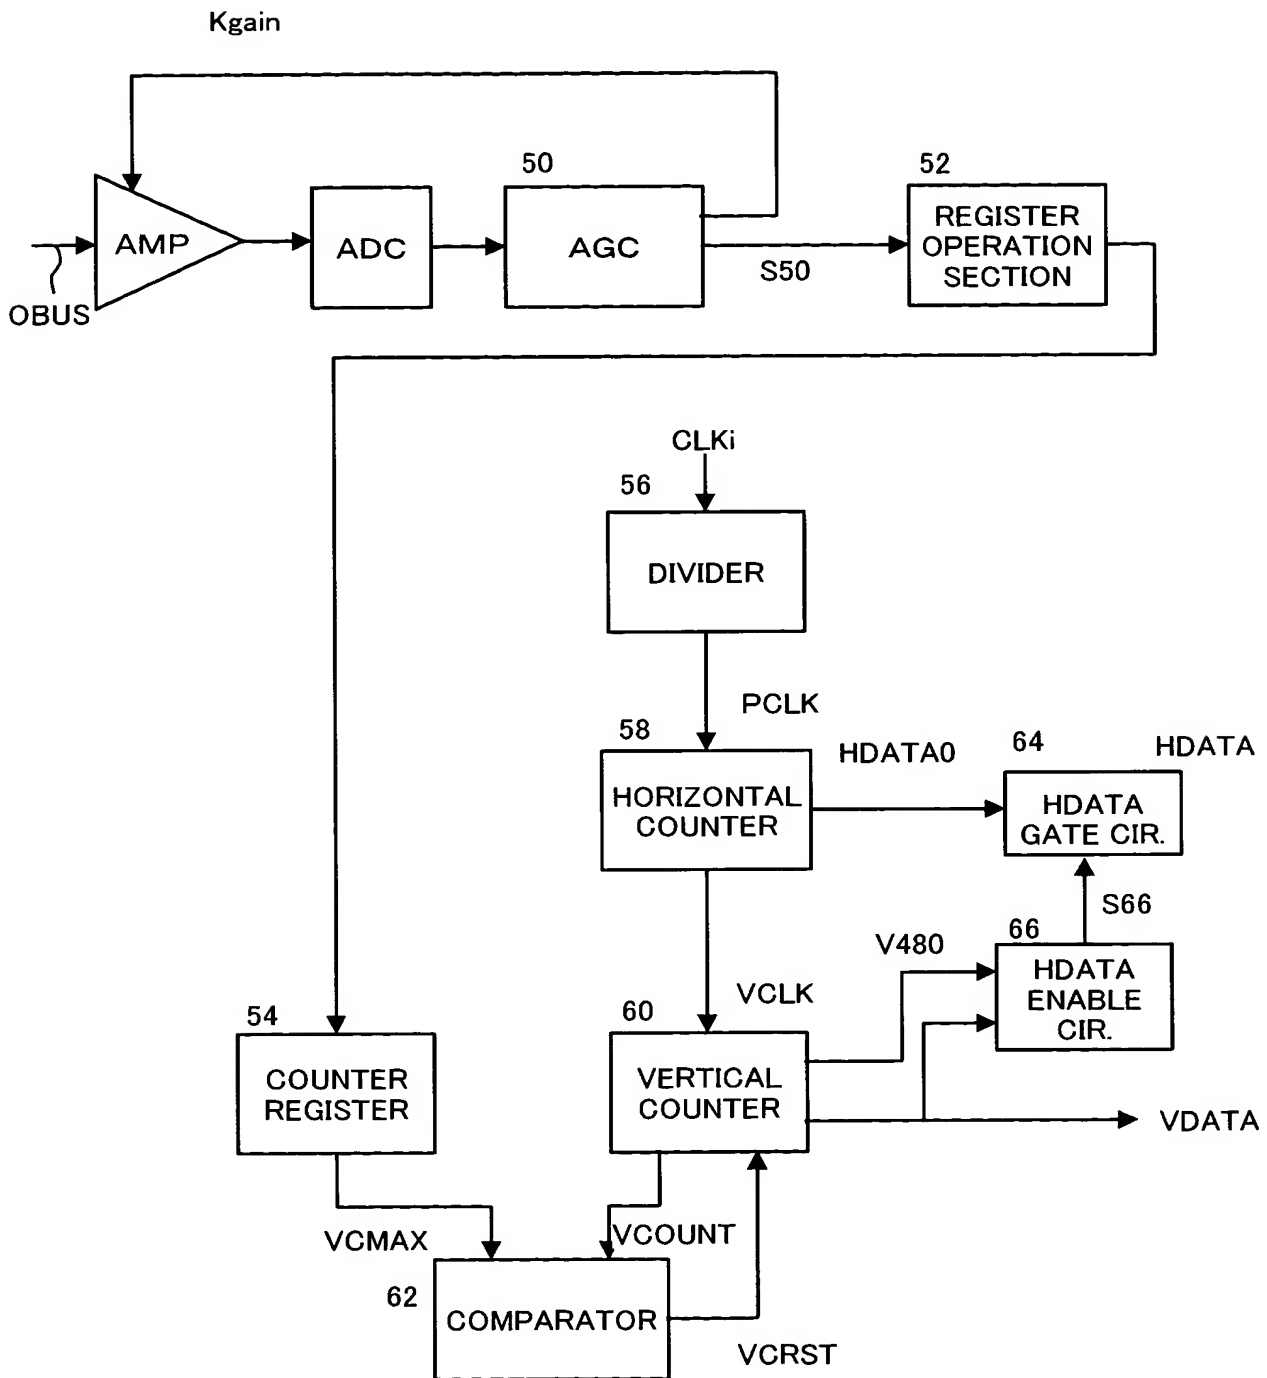 Kgain
50
52
AMP
ADC
AGC
REGISTER
OPERATION
SECTION
S50
OBUS
CLKi
56
DIVIDER
PCLK
58
HDATA0
64
HDATA
HORIZONTAL
COUNTER
HDATA
GATE CIR.
S66
66
V480
HDATA
ENABLE
CIR.
VCLK
54
60
COUNTER
REGISTER
VERTICAL
COUNTER
VDATA
VCMAX
VCOUNT
62
COMPARATOR
VCRST